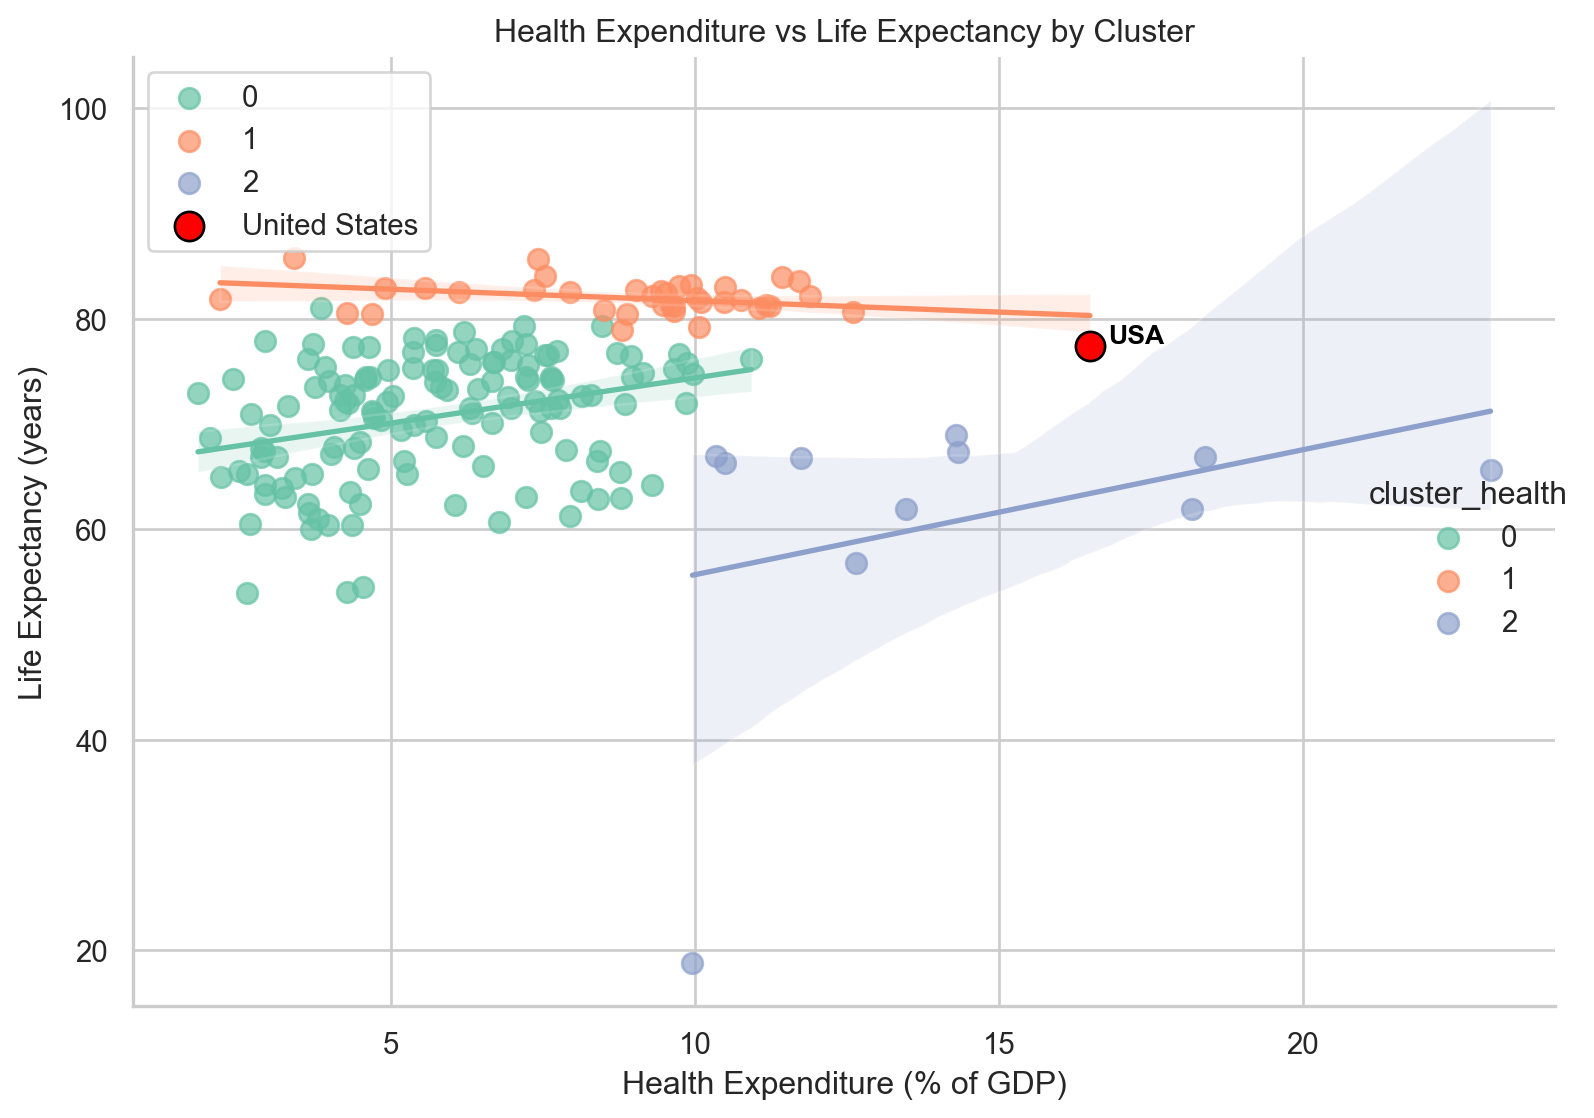 Health Expenditure vs Life Expectancy by Cluster
0
1
2
United States
100
80
60
40
20
Life Expectancy (years)
USA
cluster_health
0
1
2
5
10
15
20
Health Expenditure (% of GDP)